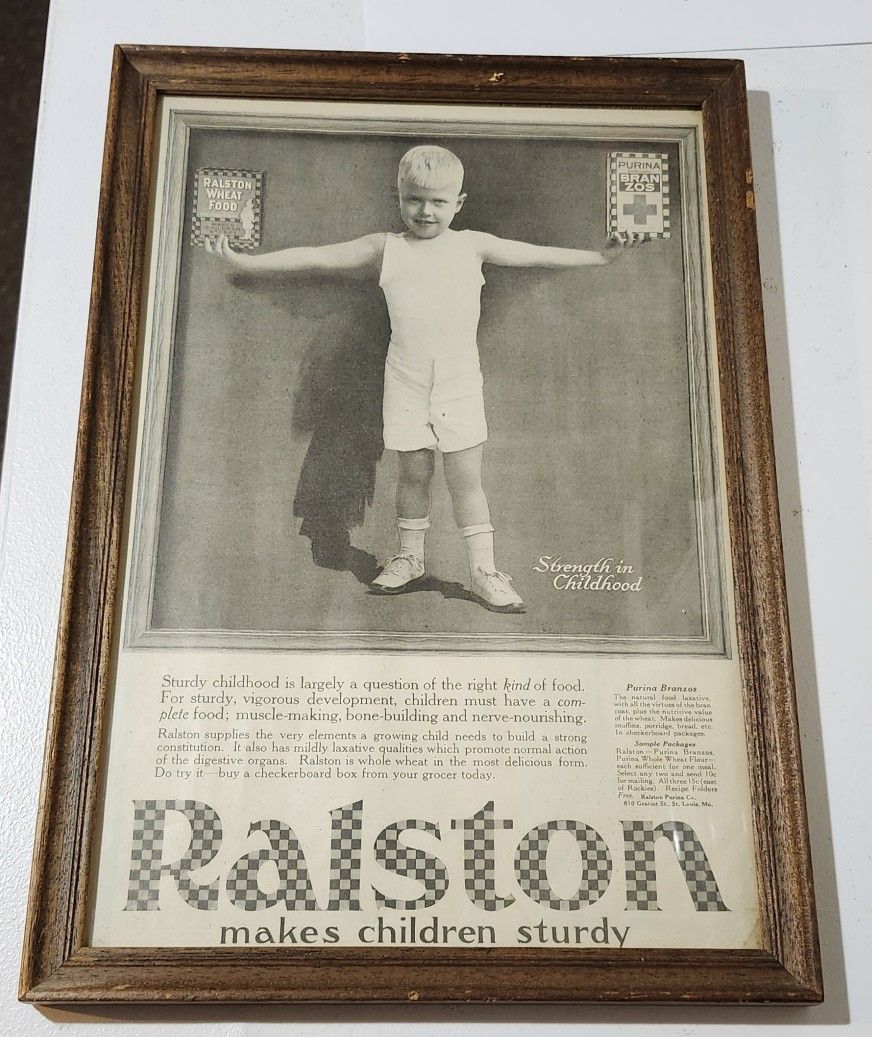 RALSTON
WHEAT
FOOD
PURINA
BRAN
ZOS
Strength in
Childhood
Sturdy childhood is largely a question of the right kind of food.
For sturdy, vigorous development, children must have a com-
plete food; muscle-making, bone-building and nerve-nourishing.
Ralston supplies the very elements a growing child needs to build a strong
constitution. It also has mildly laxative qualities which promote normal action
of the digestive organs. Ralston is whole wheat in the most delicious form.
Do try it—buy a checkerboard box from your grocer today.
Purina Branzos
The natural food laxative,
with all the virtues of the bran
coat, plus the nutritive value
of the wheat. Makes delicious
muffins, porridge, bread, etc.
In checkerboard packages.
Sample Packages
Ralston—Purina Branzos,
Purina Whole Wheat Flour—
each sufficient for one meal.
Select any two and send 10c
for mailing. All three 15c (east
of Rockies). Recipe Folders
Free. Ralston Purina Co.,
810 Gratiot St., St. Louis, Mo.
Ralston
makes children sturdy